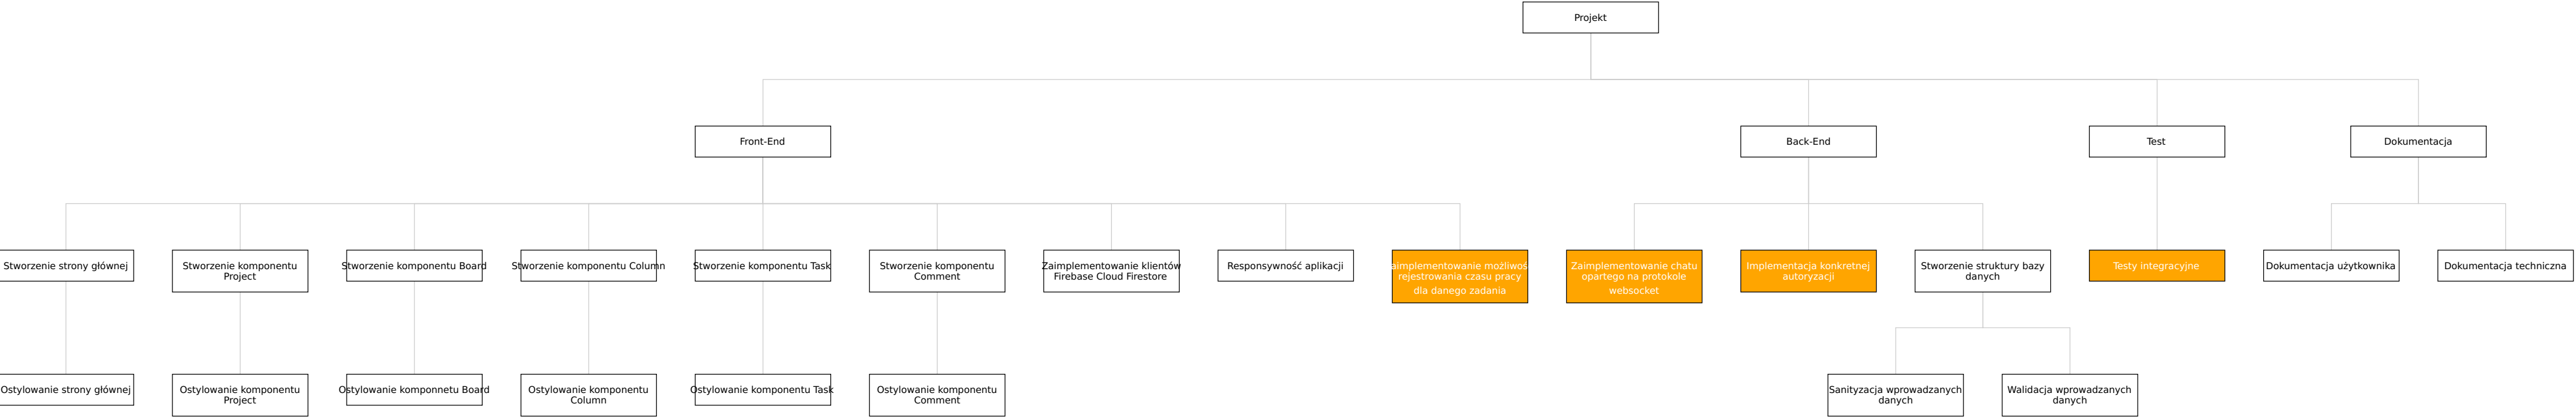 Projekt
Front-End
Back-End
Test
Dokumentacja
Stworzenie strony głównej
Stworzenie komponentu
Project
Stworzenie komponentu Board
Stworzenie komponentu Column
Stworzenie komponentu Task
Stworzenie komponentu
Comment
Zaimplementowanie klientów
Firebase Cloud Firestore
Responsywność aplikacji
aimplementowanie możliwoś
rejestrowania czasu pracy
dla danego zadania
Zaimplementowanie chatu
opartego na protokole
websocket
Implementacja konkretnej
autoryzacji
Stworzenie struktury bazy
danych
Testy integracyjne
Dokumentacja użytkownika
Dokumentacja techniczna
Ostylowanie strony głównej
Ostylowanie komponentu
Project
Ostylowanie komponnetu Board
Ostylowanie komponentu
Column
Ostylowanie komponentu Task
Ostylowanie komponentu
Comment
Sanityzacja wprowadzanych
danych
Walidacja wprowadzanych
danych